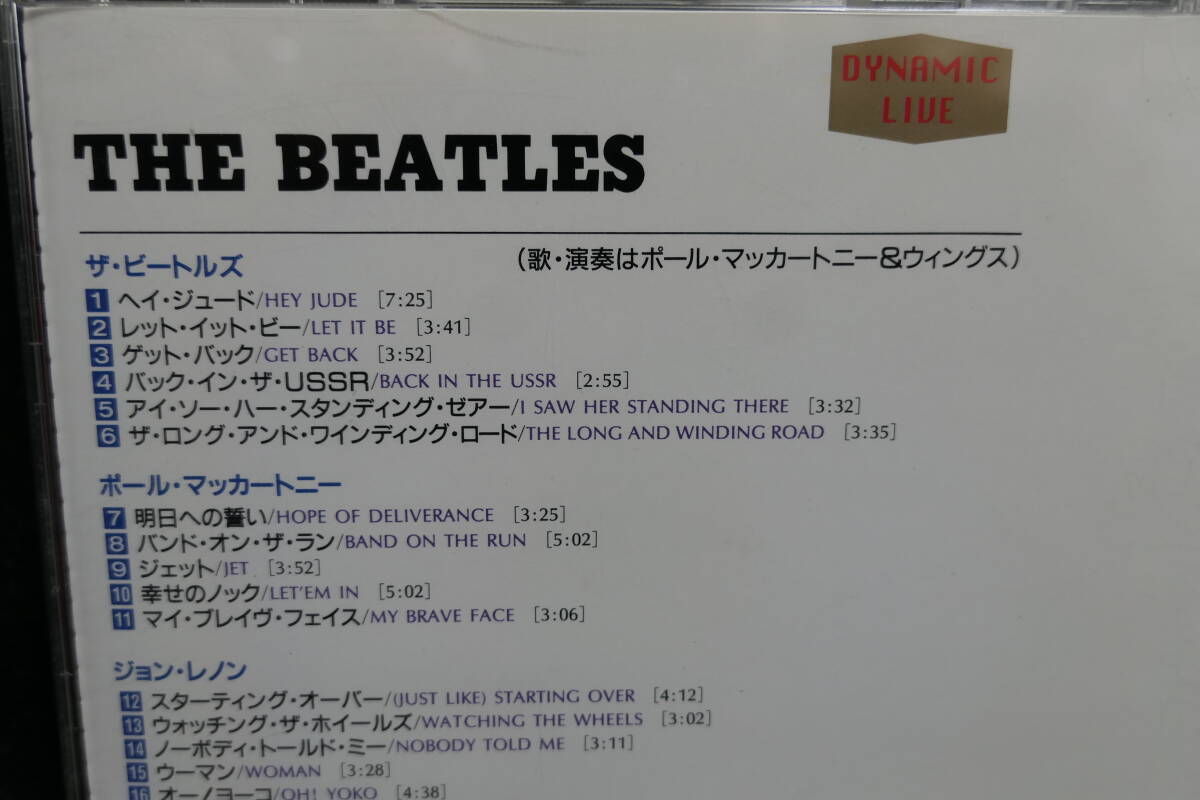 DYNAMIC
LIVE
THE BEATLES
ザ・ビートルズ (歌・演奏はポール・マッカートニー&ウィングス)
1 ヘイ・ジュード/HEY JUDE [7:25]
2 レット・イット・ビー/LET IT BE [3:41]
3 ゲット・バック/GET BACK [3:52]
4 バック・イン・ザ・USSR/BACK IN THE USSR [2:55]
5 アイ・ソー・ハー・スタンディング・ゼアー/I SAW HER STANDING THERE [3:32]
6 ザ・ロング・アンド・ワインディング・ロード/THE LONG AND WINDING ROAD [3:35]
ポール・マッカートニー
7 明日への誓い/HOPE OF DELIVERANCE [3:25]
8 バンド・オン・ザ・ラン/BAND ON THE RUN [5:02]
9 ジェット/JET [3:52]
10 幸せのノック/LET'EM IN [5:02]
11 マイ・ブレイヴ・フェイス/MY BRAVE FACE [3:06]
ジョン・レノン
12 スターティング・オーバー/(JUST LIKE) STARTING OVER [4:12]
13 ウォッチング・ザ・ホイールズ/WATCHING THE WHEELS [3:02]
14 ノーボディ・トールド・ミー/NOBODY TOLD ME [3:11]
15 ウーマン/WOMAN [3:28]
16 オーノヨーコ/OH! YOKO [4:38]